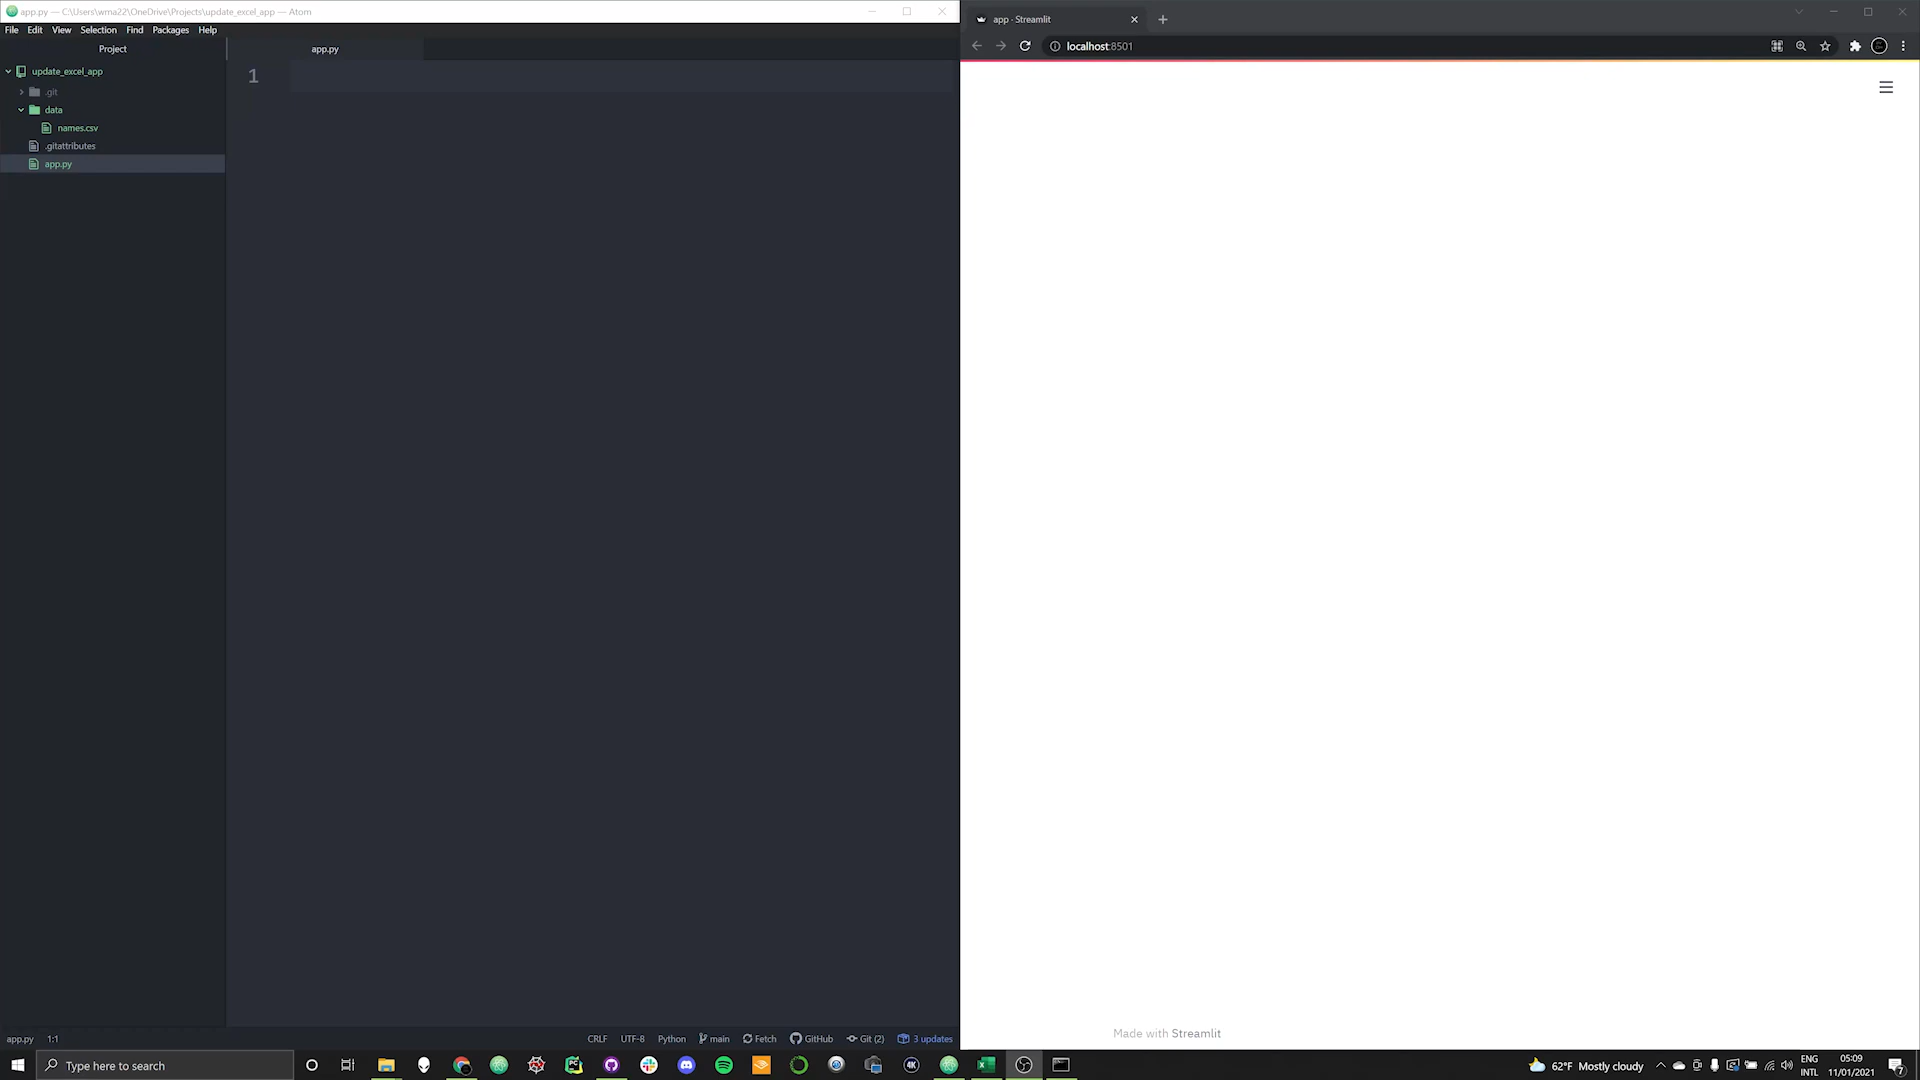 app.py — C:\Users\wma22\OneDrive\Projects\update_excel_app — Atom
File Edit View Selection Find Packages Help
Project
app.py
update_excel_app
.git
data
names.csv
.gitattributes
app.py
1
app.py 1:1
CRLF UTF-8 Python main Fetch GitHub Git (2) 3 updates
app · Streamlit
localhost:8501
Made with Streamlit
Type here to search
PC
4K
62°F Mostly cloudy
ENG
INTL
05:09
11/01/2021
7